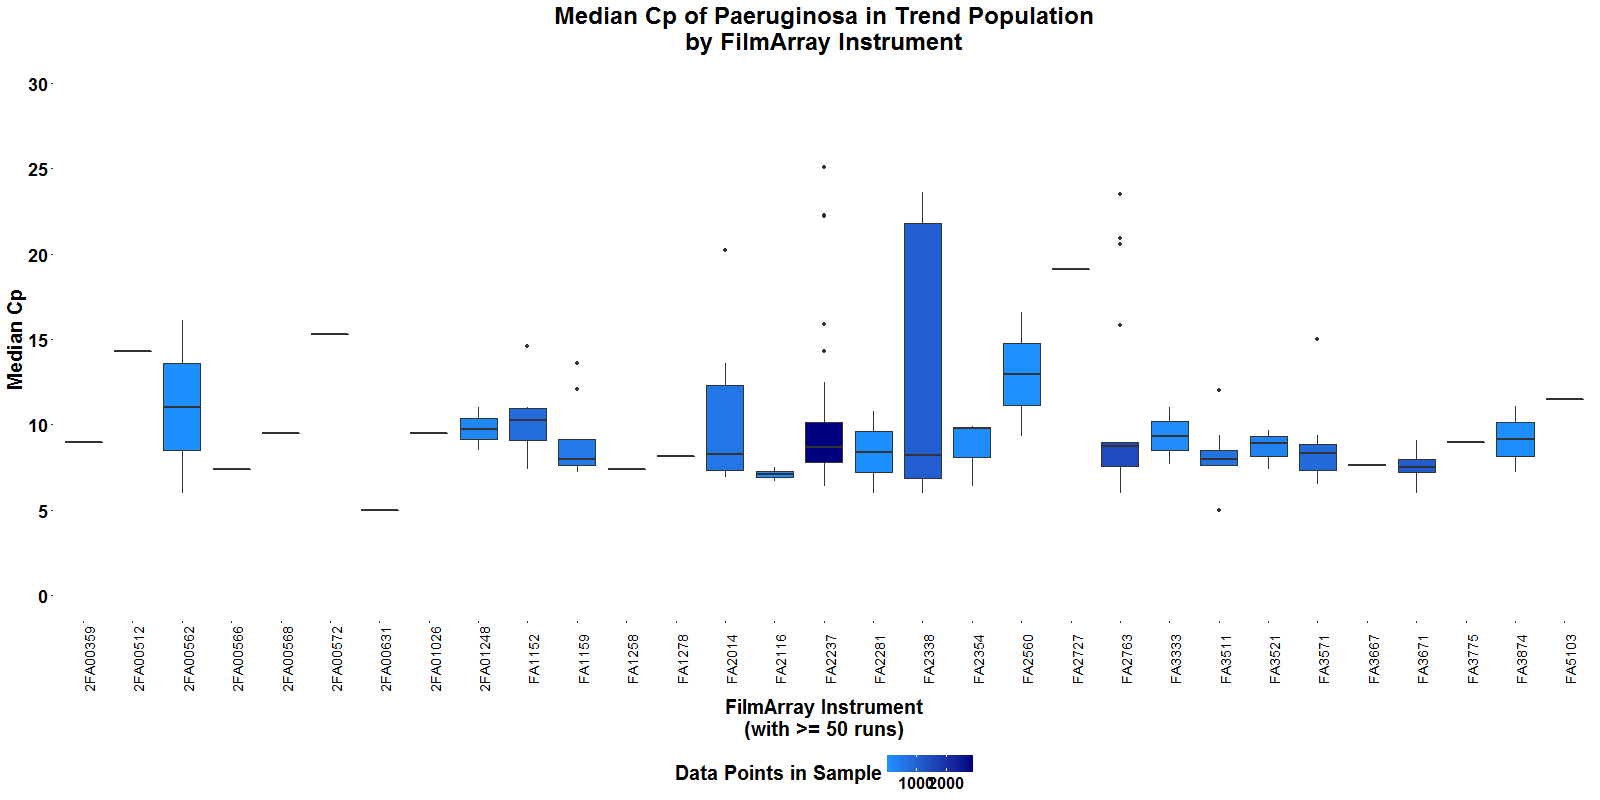 Median Cp of Paeruginosa in Trend Population
by FilmArray Instrument
30
25
20
15
10
5
0
Median Cp
2FA00359
2FA00512
2FA00562
2FA00566
2FA00568
2FA00572
2FA00631
2FA01026
2FA01248
FA1152
FA1159
FA1258
FA1278
FA2014
FA2116
FA2237
FA2281
FA2338
FA2354
FA2560
FA2727
FA2763
FA3333
FA3511
FA3521
FA3571
FA3667
FA3671
FA3775
FA3874
FA5103
FilmArray Instrument
(with >= 50 runs)
Data Points in Sample
1000
2000